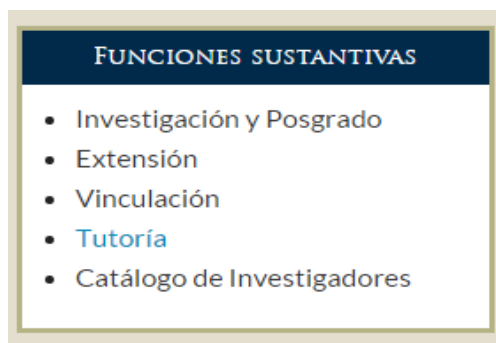 Funciones sustantivas
• Investigación y Posgrado
• Extensión
• Vinculación
• Tutoría
• Catálogo de Investigadores